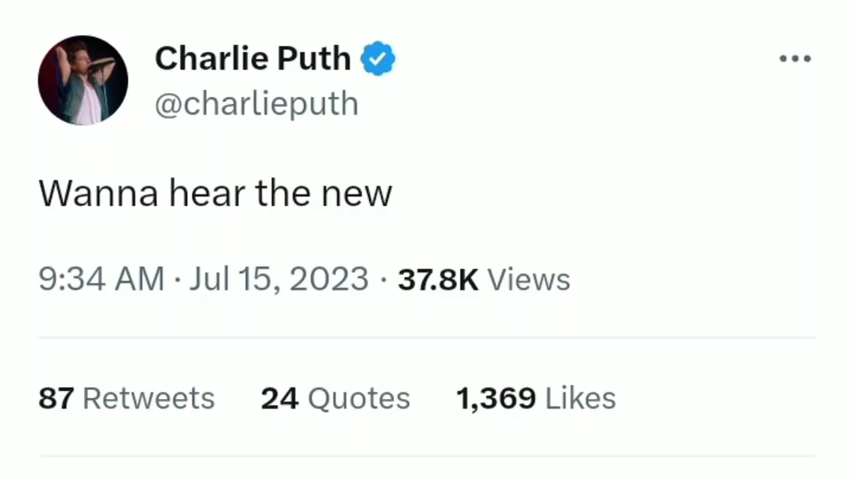 Charlie Puth
@charlieputh
Wanna hear the new
9:34 AM · Jul 15, 2023 · 37.8K Views
87 Retweets 24 Quotes 1,369 Likes